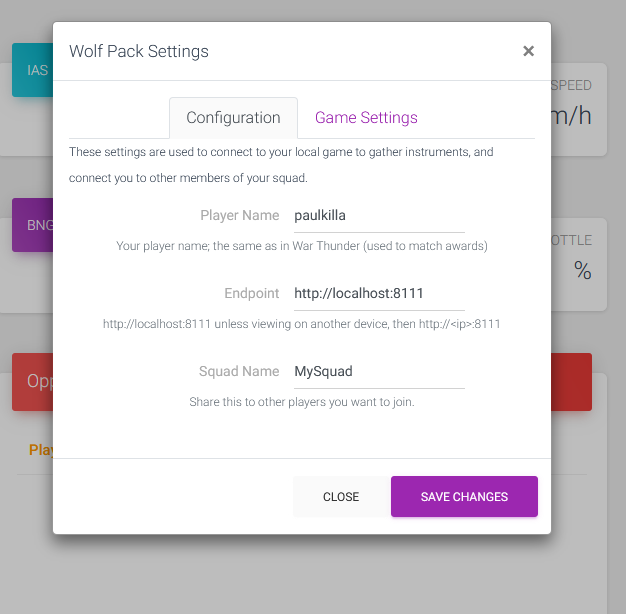 Wolf Pack Settings
×
IAS
SPEED
m/h
Configuration
Game Settings
These settings are used to connect to your local game to gather instruments, and
connect you to other members of your squad.
BNG
OTTLE
%
Player Name
paulkilla
Your player name; the same as in War Thunder (used to match awards)
Endpoint
http://localhost:8111
http://localhost:8111 unless viewing on another device, then http://<ip>:8111
Opp
Squad Name
MySquad
Share this to other players you want to join.
Play
CLOSE
SAVE CHANGES